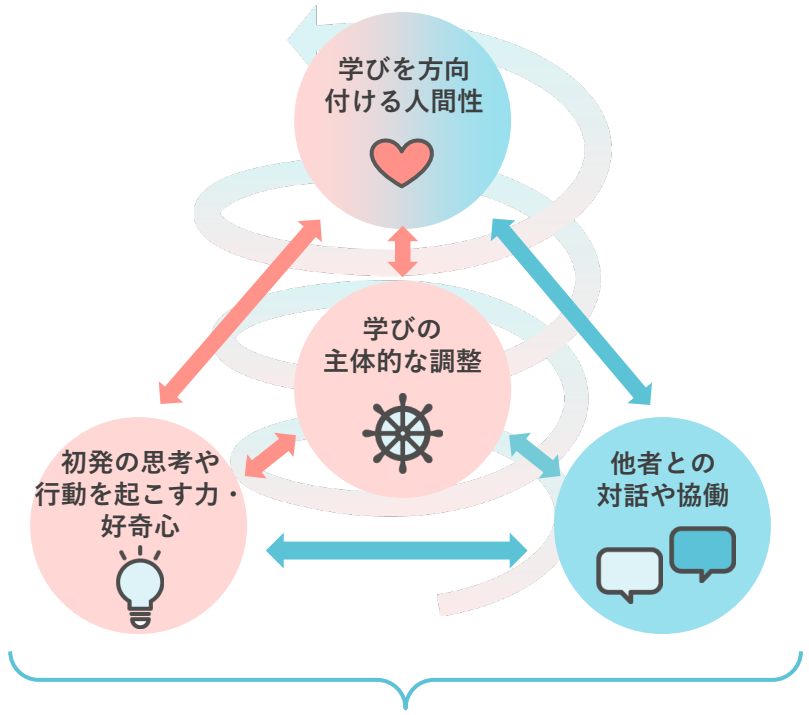 学びを方向
付ける人間性
学びの
主体的な調整
初発の思考や
行動を起こす力・
好奇心
他者との
対話や協働